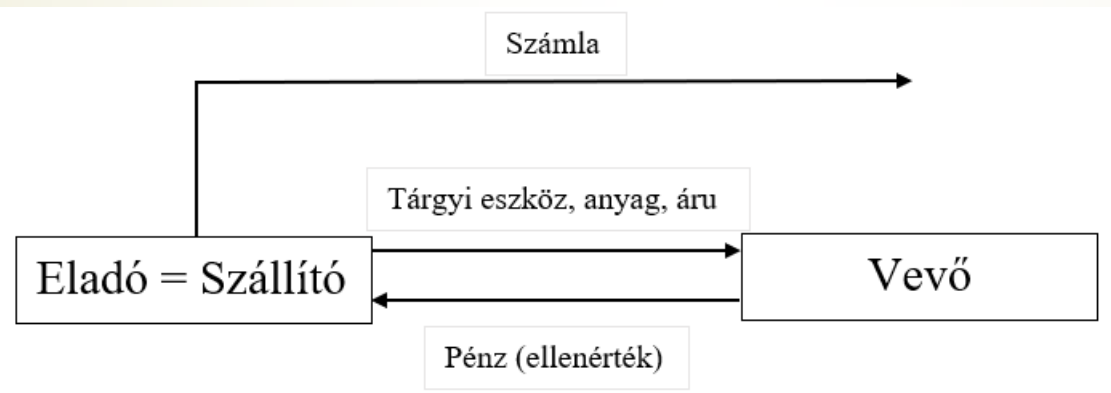 Számla
Tárgyi eszköz, anyag, áru
Eladó = Szállító
Vevő
Pénz (ellenérték)